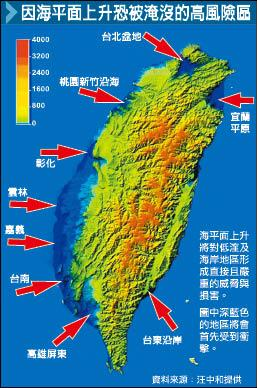 因海平面上升恐被淹沒的高風險區
4800
4000
3200
2400
1600
800
0
台北盆地
桃園新竹沿海
宜蘭
平原
彰化
雲林
嘉義
台南
高雄屏東
台東沿岸
海平面上升
將對低漥及
海岸地區形
成直接且嚴
重的威脅與
損害。
圖中深藍色
的地區將會
首先受到衝
擊。
資料來源：汪中和提供